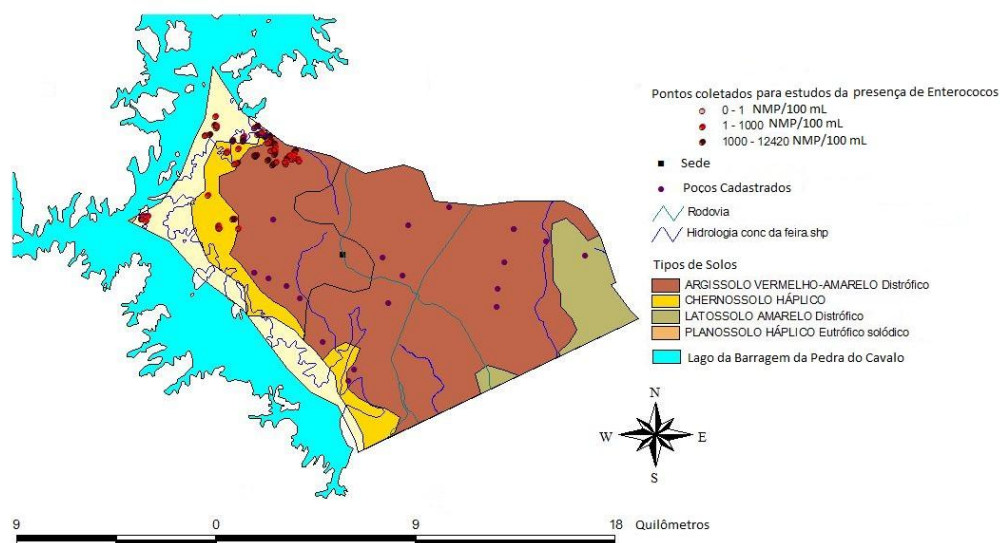 Pontos coletados para estudos da presença de Enterococos
0 - 1 NMP/100 mL
1 - 1000 NMP/100 mL
1000 - 12420 NMP/100 mL
Sede
Poços Cadastrados
Rodovia
Hidrologia conc da feira.shp
Tipos de Solos
ARGISSOLO VERMELHO-AMARELO Distrófico
CHERNOSSOLO HÁPLICO
LATOSSOLO AMARELO Distrófico
PLANOSSOLO HÁPLICO Eutrófico solódico
Lago da Barragem da Pedra do Cavalo
N
W E
S
9 0 9 18 Quilômetros